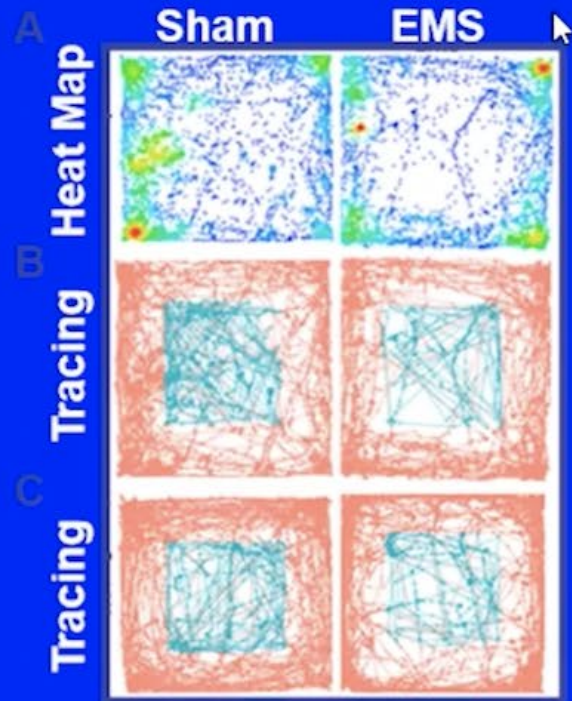 A
Sham EMS
Heat Map
B
Tracing
C
Tracing